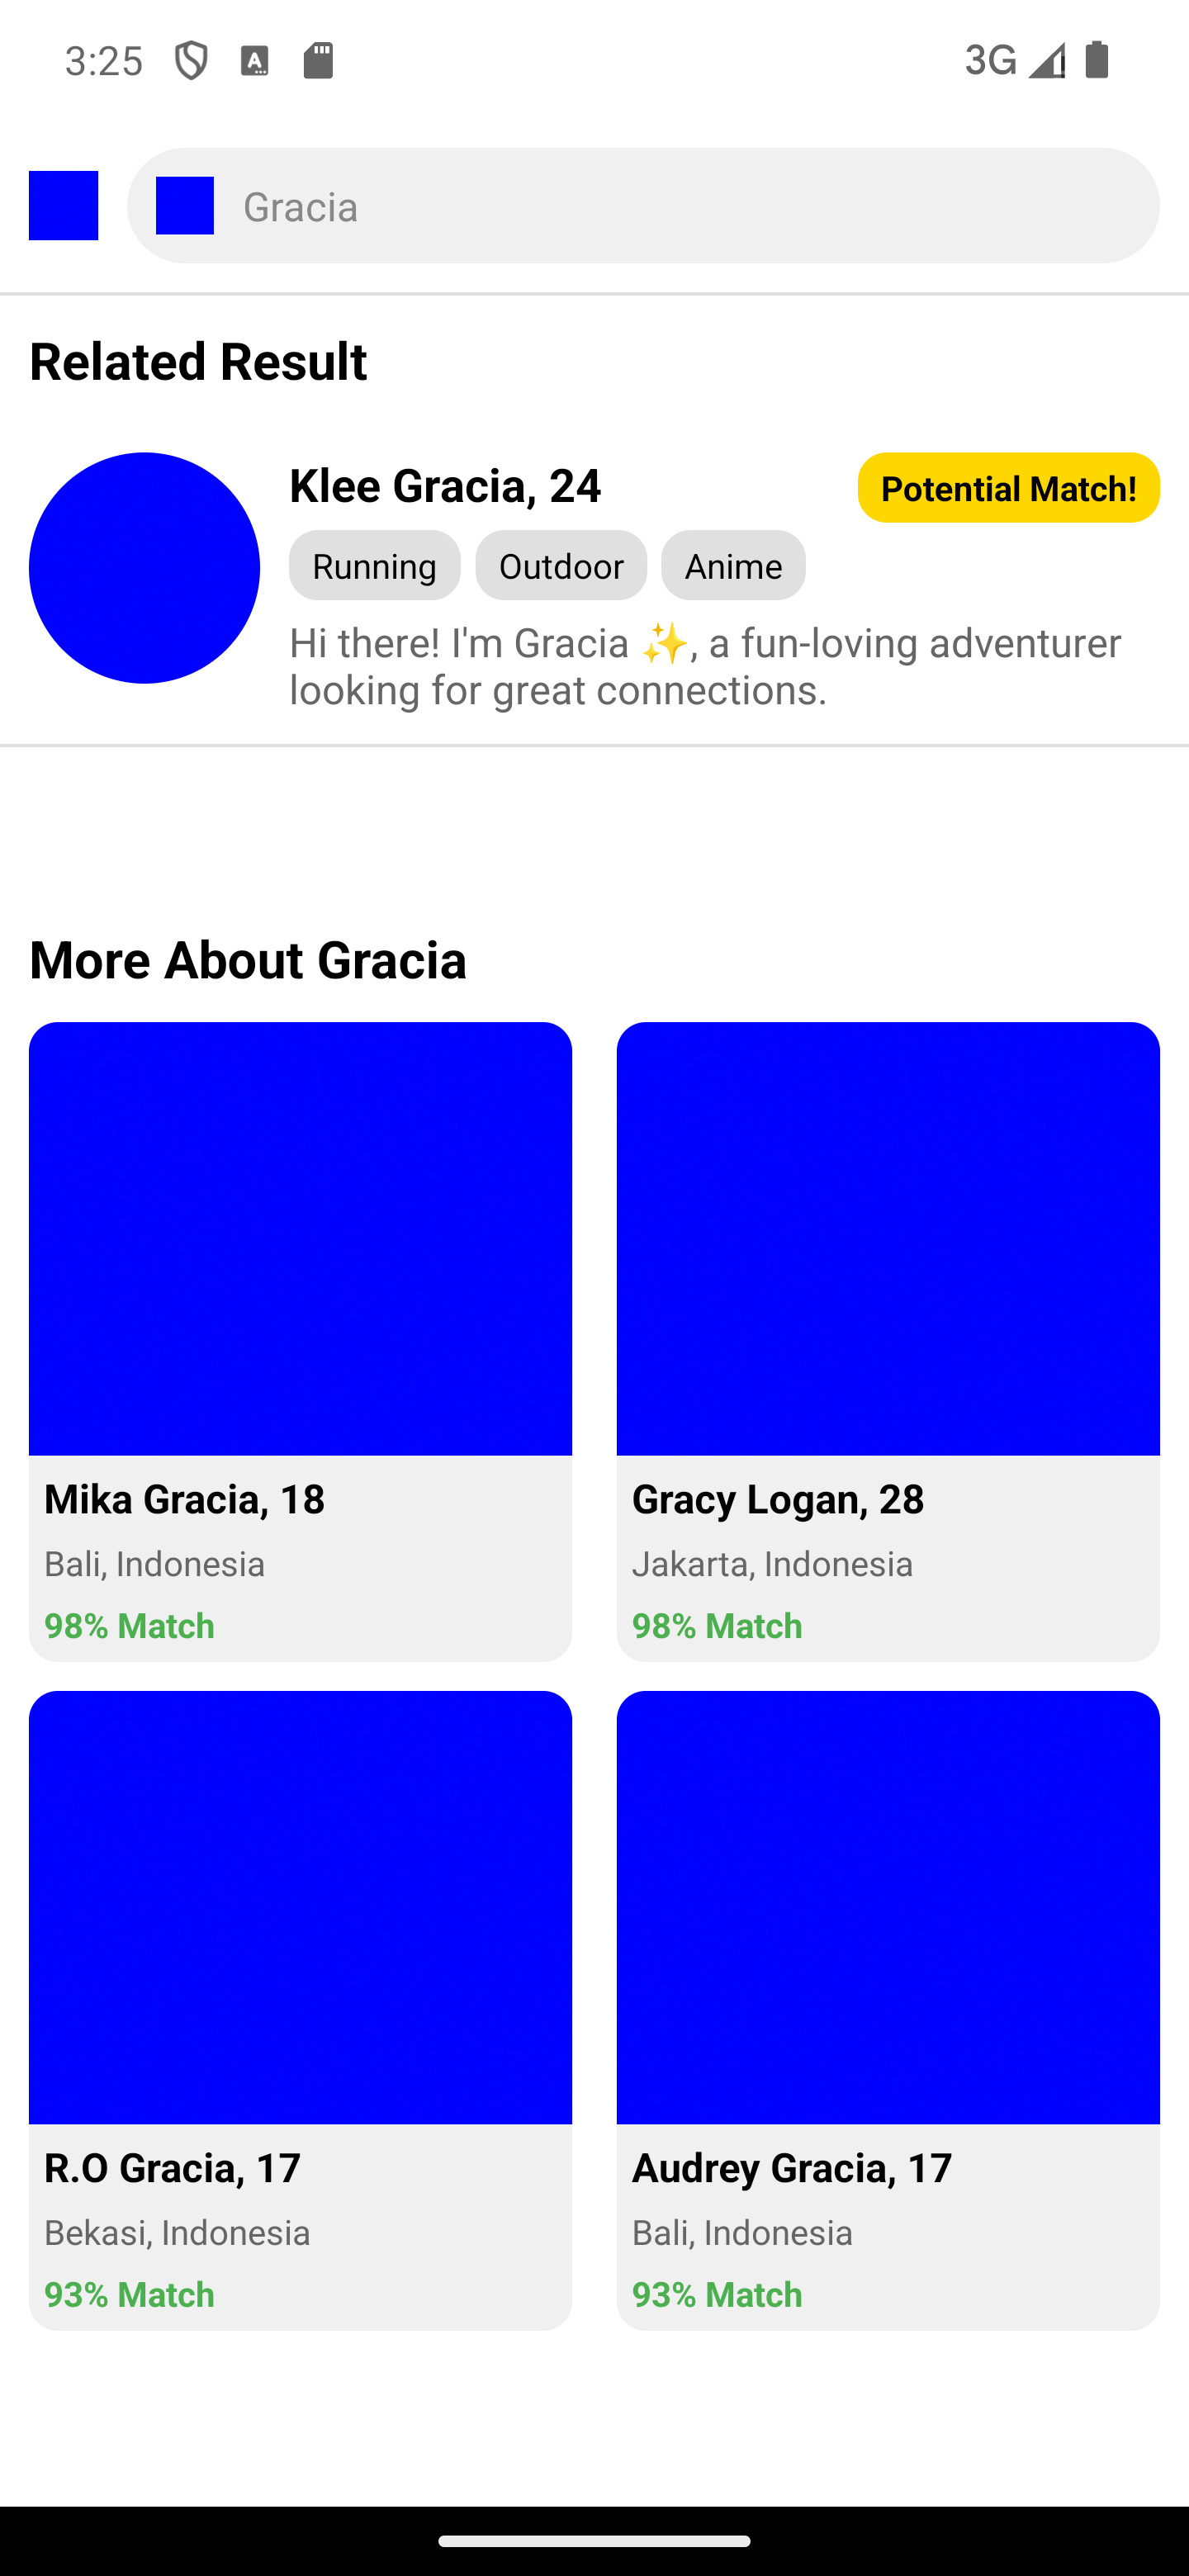 3:25
3G
Gracia
Related Result
Klee Gracia, 24
Potential Match!
Running
Outdoor
Anime
Hi there! I'm Gracia ✨, a fun-loving adventurer
looking for great connections.
More About Gracia
Mika Gracia, 18
Bali, Indonesia
98% Match
Gracy Logan, 28
Jakarta, Indonesia
98% Match
R.O Gracia, 17
Bekasi, Indonesia
93% Match
Audrey Gracia, 17
Bali, Indonesia
93% Match